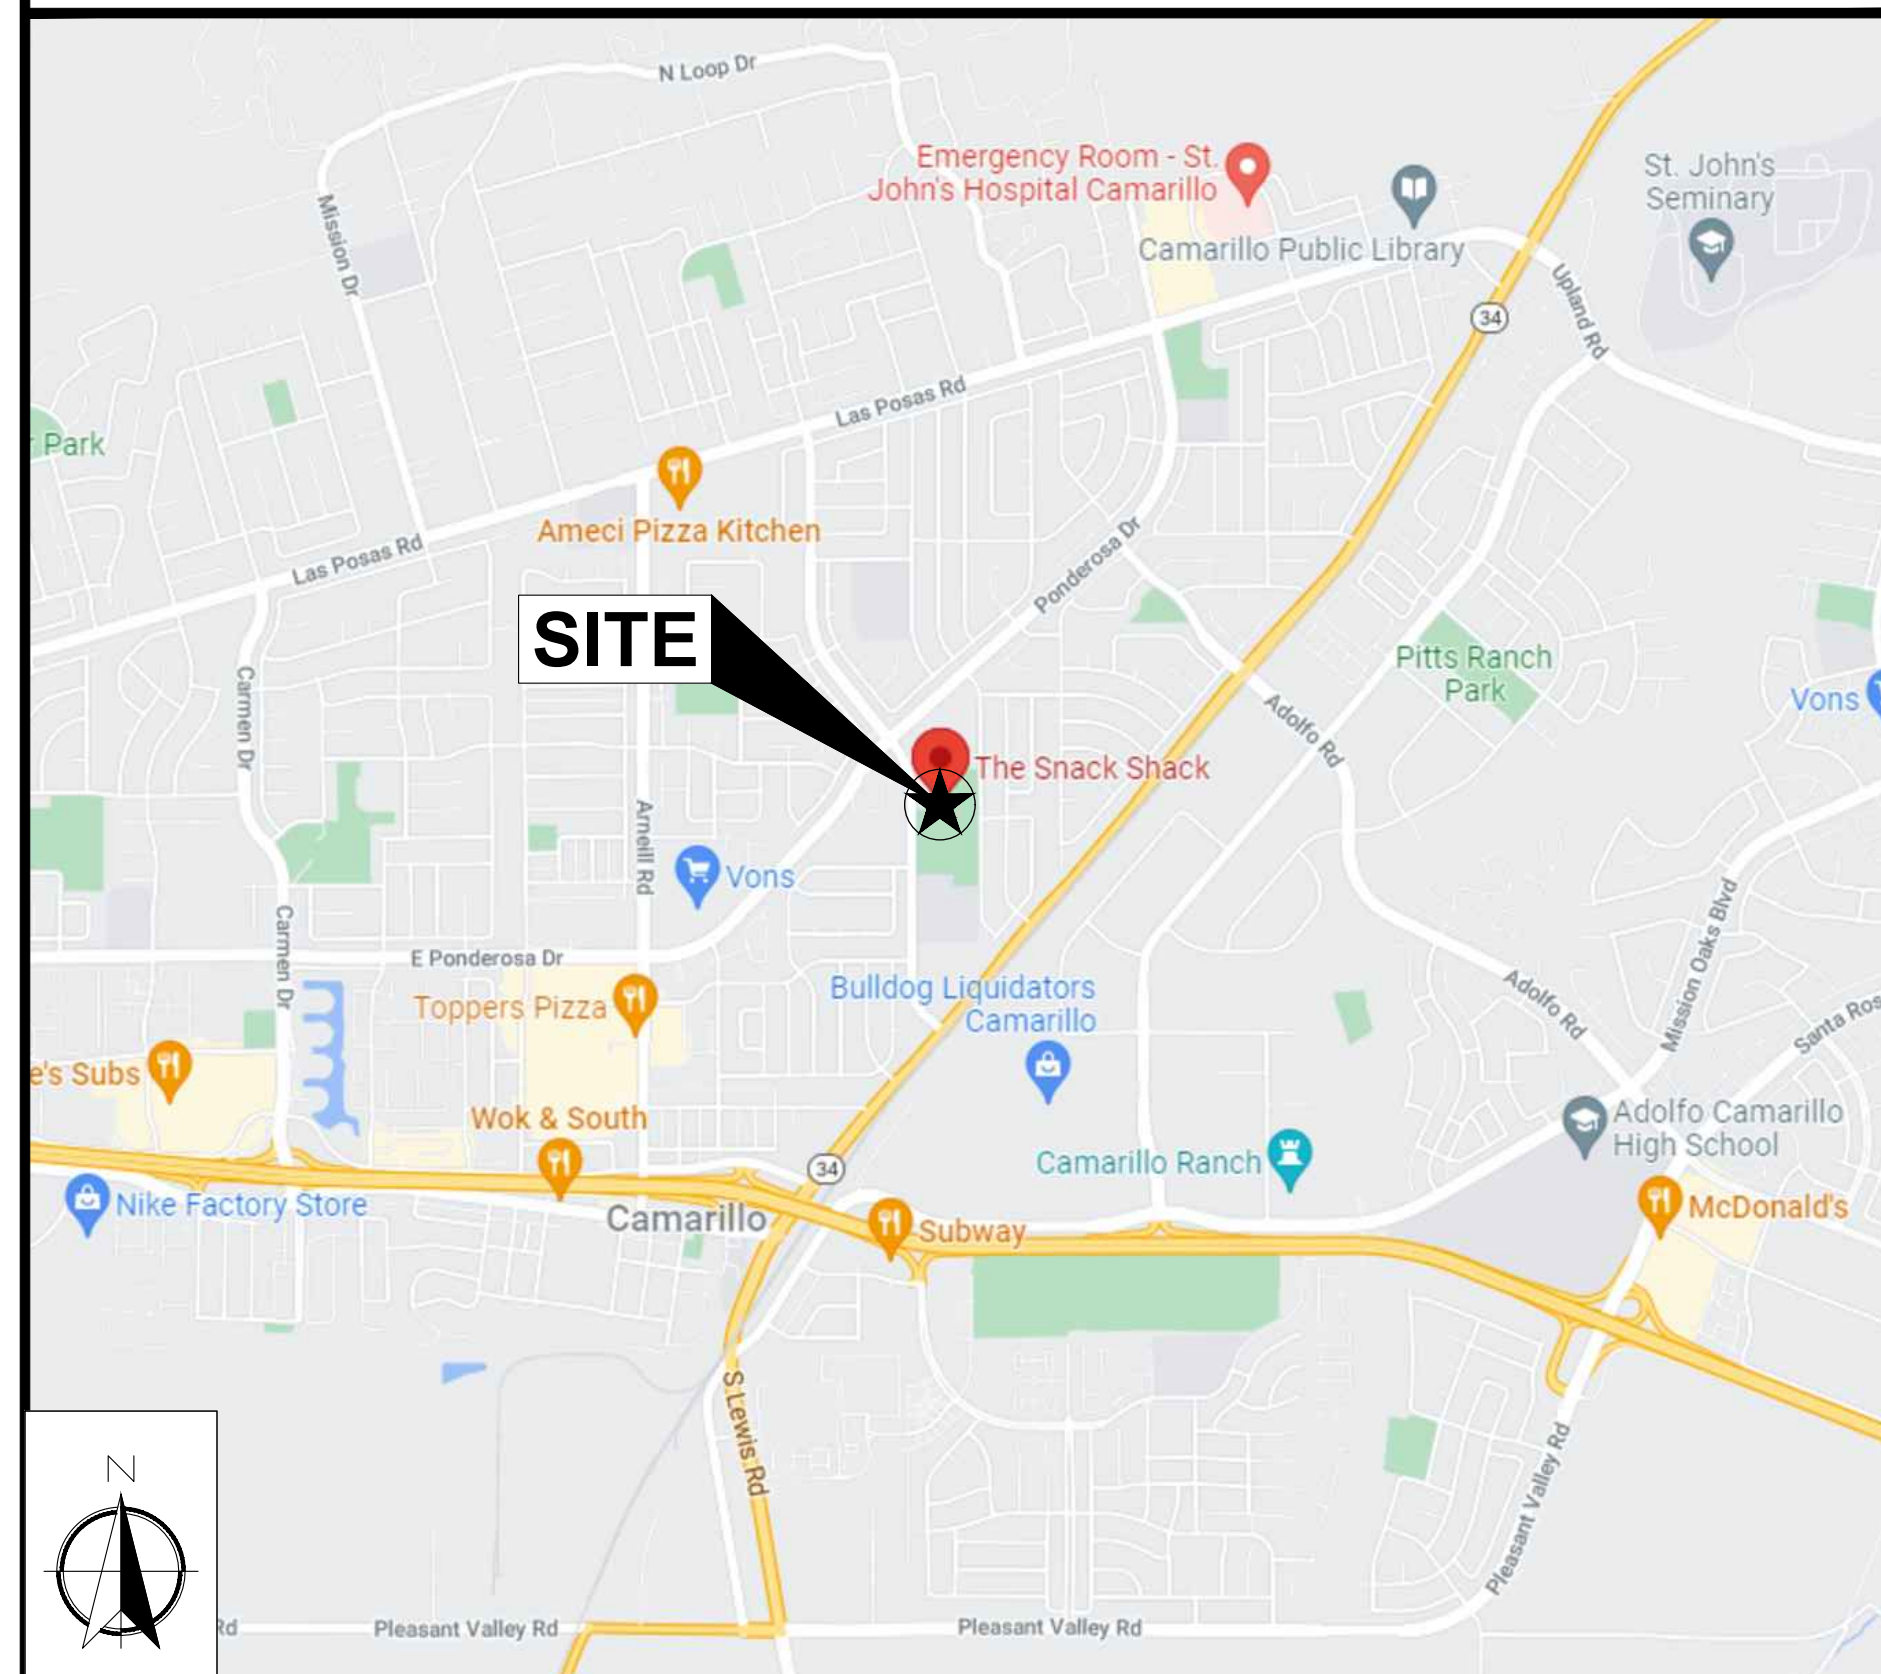 N Loop Dr
Emergency Room - St.
John's Hospital Camarillo
St. John's
Seminary
Mission Dr
Camarillo Public Library
Upland Rd
34
Las Posas Rd
Park
Ameci Pizza Kitchen
Las Posas Rd
Ponderosa Dr
SITE
Pitts Ranch
Park
Carmen Dr
Vons
Adolfo Rd
The Snack Shack
Arneill Rd
Vons
Carmen Dr
E Ponderosa Dr
Mission Oaks Blvd
Toppers Pizza
Bulldog Liquidators
Camarillo
Adolfo Rd
Santa Ros
e's Subs
Wok & South
Adolfo Camarillo
High School
Camarillo Ranch
34
Nike Factory Store
Camarillo
Subway
McDonald's
S Lewis Rd
Pleasant Valley Rd
N
Rd
Pleasant Valley Rd
Pleasant Valley Rd